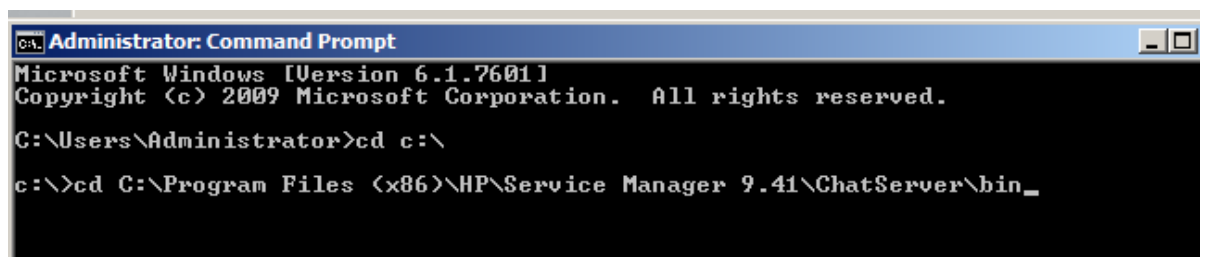 Administrator: Command Prompt
Microsoft Windows [Version 6.1.7601]
Copyright (c) 2009 Microsoft Corporation.  All rights reserved.
C:\Users\Administrator>cd c:\
c:\>cd C:\Program Files (x86)\HP\Service Manager 9.41\ChatServer\bin_